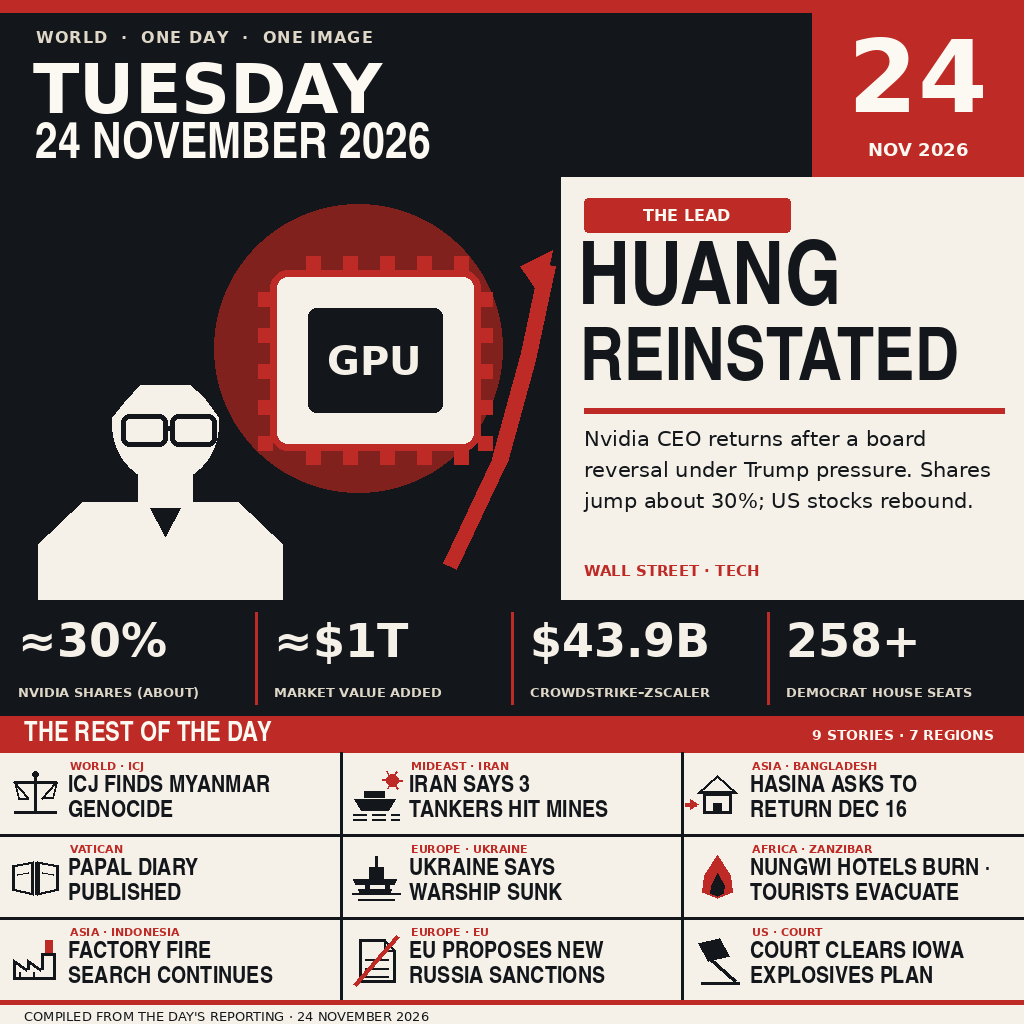 WORLD · ONE DAY · ONE IMAGE
TUESDAY
24 NOVEMBER 2026
24
NOV 2026
GPU
THE LEAD
HUANG
REINSTATED
Nvidia CEO returns after a board
reversal under Trump pressure. Shares
jump about 30%; US stocks rebound.
WALL STREET · TECH
≈30%
NVIDIA SHARES (ABOUT)
≈$1T
MARKET VALUE ADDED
$43.9B
CROWDSTRIKE–ZSCALER
258+
DEMOCRAT HOUSE SEATS
THE REST OF THE DAY
9 STORIES · 7 REGIONS
WORLD · ICJ
ICJ FINDS MYANMAR
GENOCIDE
MIDEAST · IRAN
IRAN SAYS 3
TANKERS HIT MINES
ASIA · BANGLADESH
HASINA ASKS TO
RETURN DEC 16
VATICAN
PAPAL DIARY
PUBLISHED
EUROPE · UKRAINE
UKRAINE SAYS
WARSHIP SUNK
AFRICA · ZANZIBAR
NUNGWI HOTELS BURN ·
TOURISTS EVACUATE
ASIA · INDONESIA
FACTORY FIRE
SEARCH CONTINUES
EUROPE · EU
EU PROPOSES NEW
RUSSIA SANCTIONS
US · COURT
COURT CLEARS IOWA
EXPLOSIVES PLAN
COMPILED FROM THE DAY'S REPORTING · 24 NOVEMBER 2026